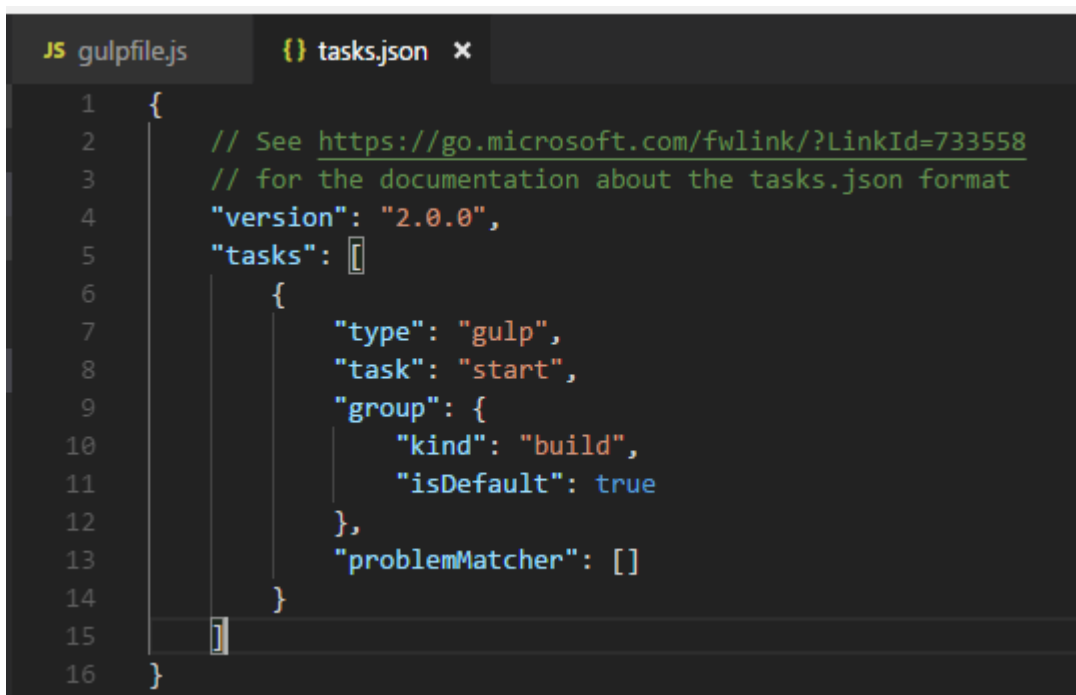 JS gulpfile.js {} tasks.json ×
1 {
2 // See https://go.microsoft.com/fwlink/?LinkId=733558
3 // for the documentation about the tasks.json format
4 "version": "2.0.0",
5 "tasks": [
6 {
7 "type": "gulp",
8 "task": "start",
9 "group": {
10 "kind": "build",
11 "isDefault": true
12 },
13 "problemMatcher": []
14 }
15 ]
16 }